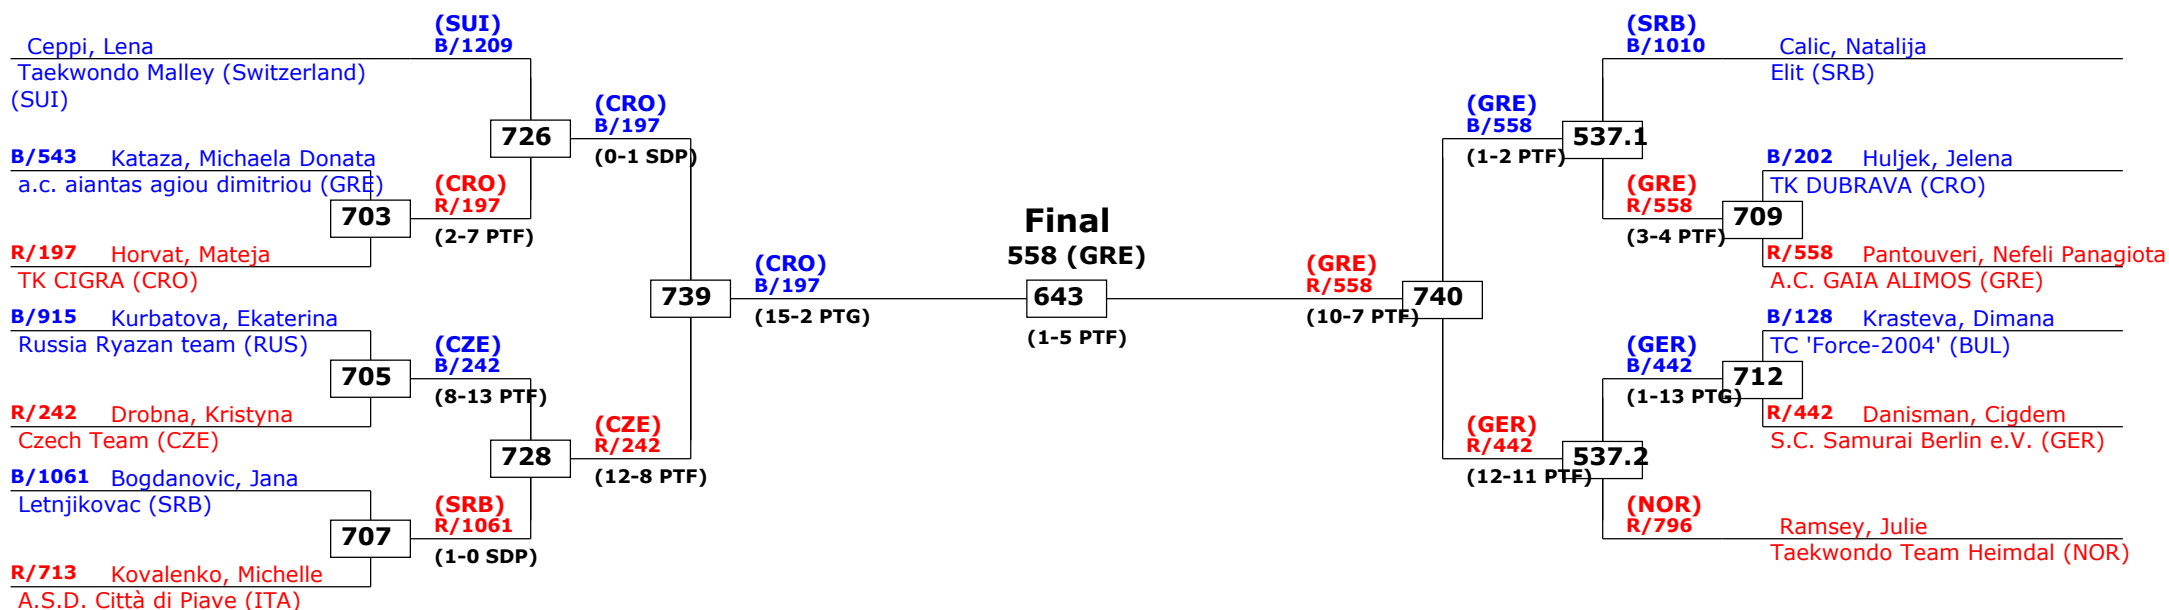 (SUI)
B/1209
Ceppi, Lena
Taekwondo Malley (Switzerland)
(SUI)
726
(CRO)
B/197
(0-1 SDP)
B/543 Kataza, Michaela Donata
a.c. aiantas agiou dimitriou (GRE)
703
(CRO)
R/197
(2-7 PTF)
R/197 Horvat, Mateja
TK CIGRA (CRO)
739
(CRO)
B/197
(15-2 PTG)
B/915 Kurbatova, Ekaterina
Russia Ryazan team (RUS)
705
(CZE)
B/242
(8-13 PTF)
R/242 Drobna, Kristyna
Czech Team (CZE)
728
(CZE)
R/242
(12-8 PTF)
B/1061 Bogdanovic, Jana
Letnjikovac (SRB)
707
(SRB)
R/1061
(1-0 SDP)
R/713 Kovalenko, Michelle
A.S.D. Città di Piave (ITA)
Final
558 (GRE)
643
(1-5 PTF)
(SRB)
B/1010
Calic, Natalija
Elit (SRB)
(GRE)
B/558
(1-2 PTF)
537.1
B/202 Huljek, Jelena
TK DUBRAVA (CRO)
(GRE)
R/558
(3-4 PTF)
709
R/558 Pantouveri, Nefeli Panagiota
A.C. GAIA ALIMOS (GRE)
(GRE)
R/558
(10-7 PTF)
740
B/128 Krasteva, Dimana
TC 'Force-2004' (BUL)
(GER)
B/442
(1-13 PTG)
712
R/442 Danisman, Cigdem
S.C. Samurai Berlin e.V. (GER)
(GER)
R/442
(12-11 PTF)
537.2
(NOR)
R/796
Ramsey, Julie
Taekwondo Team Heimdal (NOR)